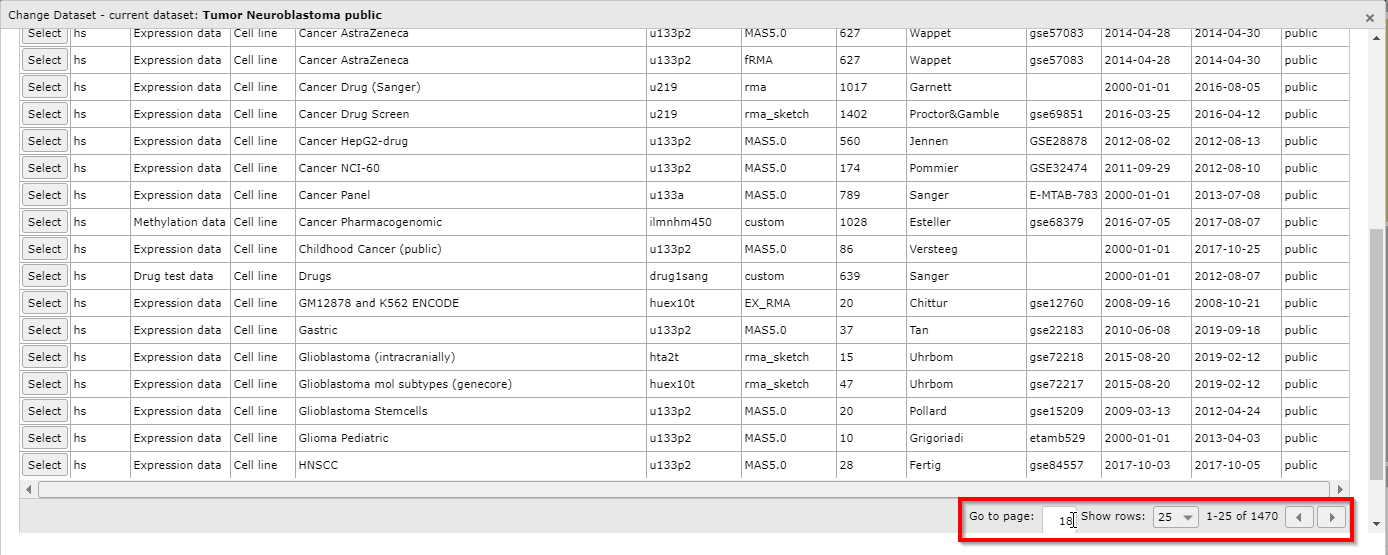 Change Dataset - current dataset: Tumor Neuroblastoma public ×
Select hs Expression data Cell line Cancer AstraZeneca u133p2 MAS5.0 627 Wappet gse57083 2014-04-28 2014-04-30 public
Select hs Expression data Cell line Cancer AstraZeneca u133p2 fRMA 627 Wappet gse57083 2014-04-28 2014-04-30 public
Select hs Expression data Cell line Cancer Drug (Sanger) u219 rma 1017 Garnett 2000-01-01 2016-08-05 public
Select hs Expression data Cell line Cancer Drug Screen u219 rma_sketch 1402 Proctor&Gamble gse69851 2016-03-25 2016-04-12 public
Select hs Expression data Cell line Cancer HepG2-drug u133p2 MAS5.0 560 Jennen GSE28878 2012-08-02 2012-08-13 public
Select hs Expression data Cell line Cancer NCI-60 u133p2 MAS5.0 174 Pommier GSE32474 2011-09-29 2012-08-10 public
Select hs Expression data Cell line Cancer Panel u133a MAS5.0 789 Sanger E-MTAB-783 2000-01-01 2013-07-08 public
Select hs Methylation data Cell line Cancer Pharmacogenomic ilmnhm450 custom 1028 Esteller gse68379 2016-07-05 2017-08-07 public
Select hs Expression data Cell line Childhood Cancer (public) u133p2 MAS5.0 86 Versteeg 2000-01-01 2017-10-25 public
Select hs Drug test data Cell line Drugs drug1sang custom 639 Sanger 2000-01-01 2012-08-07 public
Select hs Expression data Cell line GM12878 and K562 ENCODE huex10t EX_RMA 20 Chittur gse12760 2008-09-16 2008-10-21 public
Select hs Expression data Cell line Gastric u133p2 MAS5.0 37 Tan gse22183 2010-06-08 2019-09-18 public
Select hs Expression data Cell line Glioblastoma (intracranially) hta2t rma_sketch 15 Uhrbom gse72218 2015-08-20 2019-02-12 public
Select hs Expression data Cell line Glioblastoma mol subtypes (genecore) huex10t rma_sketch 47 Uhrbom gse72217 2015-08-20 2019-02-12 public
Select hs Expression data Cell line Glioblastoma Stemcells u133p2 MAS5.0 20 Pollard gse15209 2009-03-13 2012-04-24 public
Select hs Expression data Cell line Glioma Pediatric u133p2 MAS5.0 10 Grigoriadi etamb529 2000-01-01 2013-04-03 public
Select hs Expression data Cell line HNSCC u133p2 MAS5.0 28 Fertig gse84557 2017-10-03 2017-10-05 public
Go to page: 18 Show rows: 25 1-25 of 1470